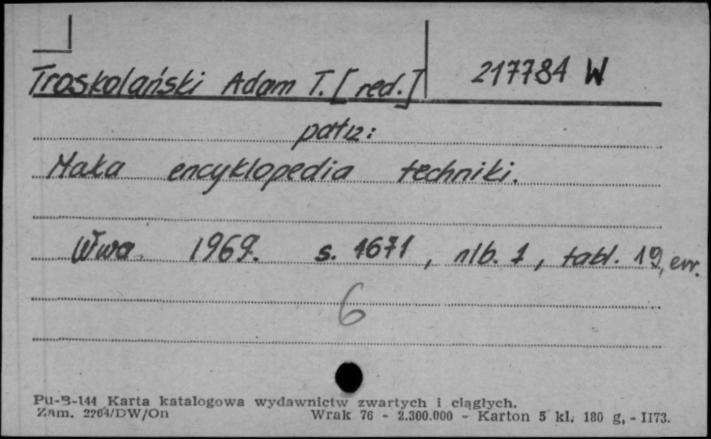 Troskolański Adam T. [red.] 217784 W
patrz:
Mała encyklopedia techniki.
Wwa 1969. s. 1671, nlb. 1, tabl. 19, err.
6
Pu-B-144 Karta katalogowa wydawnictw zwartych i ciągłych.
Zam. 2264/DW/On Wrak 76 - 2.300.000 - Karton 5 kl. 180 g, - II73.